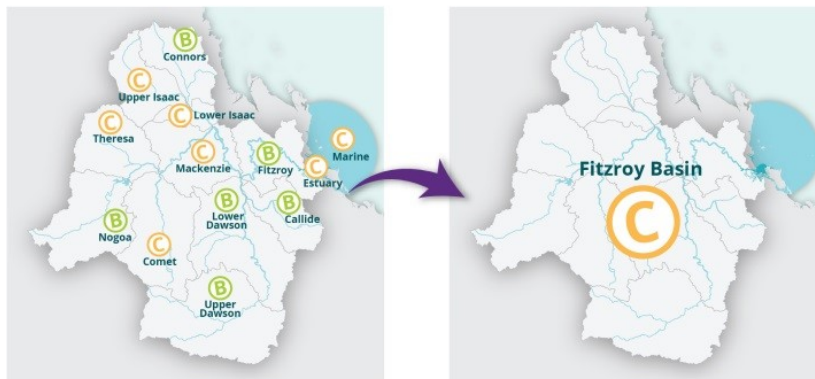 B
Connors
C
Upper Isaac
C
Lower Isaac
C
Theresa
C
Mackenzie
B
Fitzroy
C
Marine
C
Estuary
B
Lower
Dawson
B
Callide
B
Nogoa
C
Comet
B
Upper
Dawson
Fitzroy Basin
C